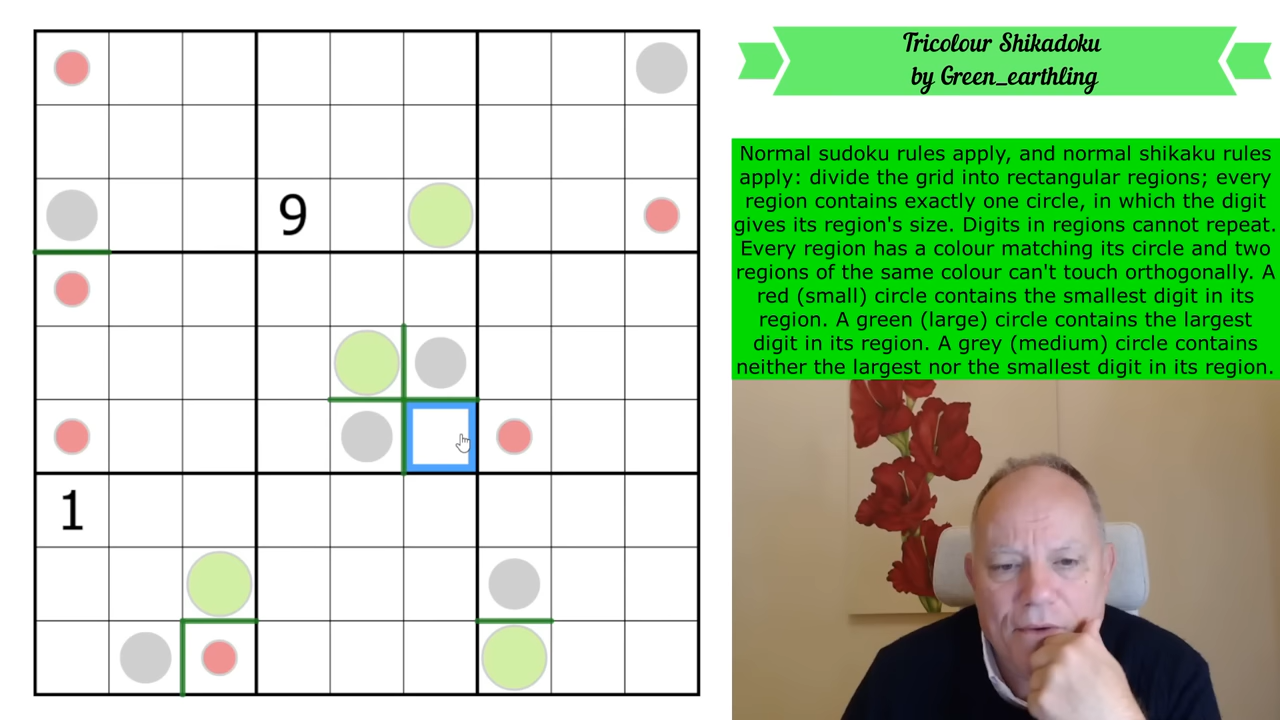 Tricolour Shikadoku
by Green_earthling
Normal sudoku rules apply, and normal shikaku rules
apply: divide the grid into rectangular regions; every
region contains exactly one circle, in which the digit
gives its region's size. Digits in regions cannot repeat.
Every region has a colour matching its circle and two
regions of the same colour can't touch orthogonally. A
red (small) circle contains the smallest digit in its
region. A green (large) circle contains the largest
digit in its region. A grey (medium) circle contains
neither the largest nor the smallest digit in its region.
9
1